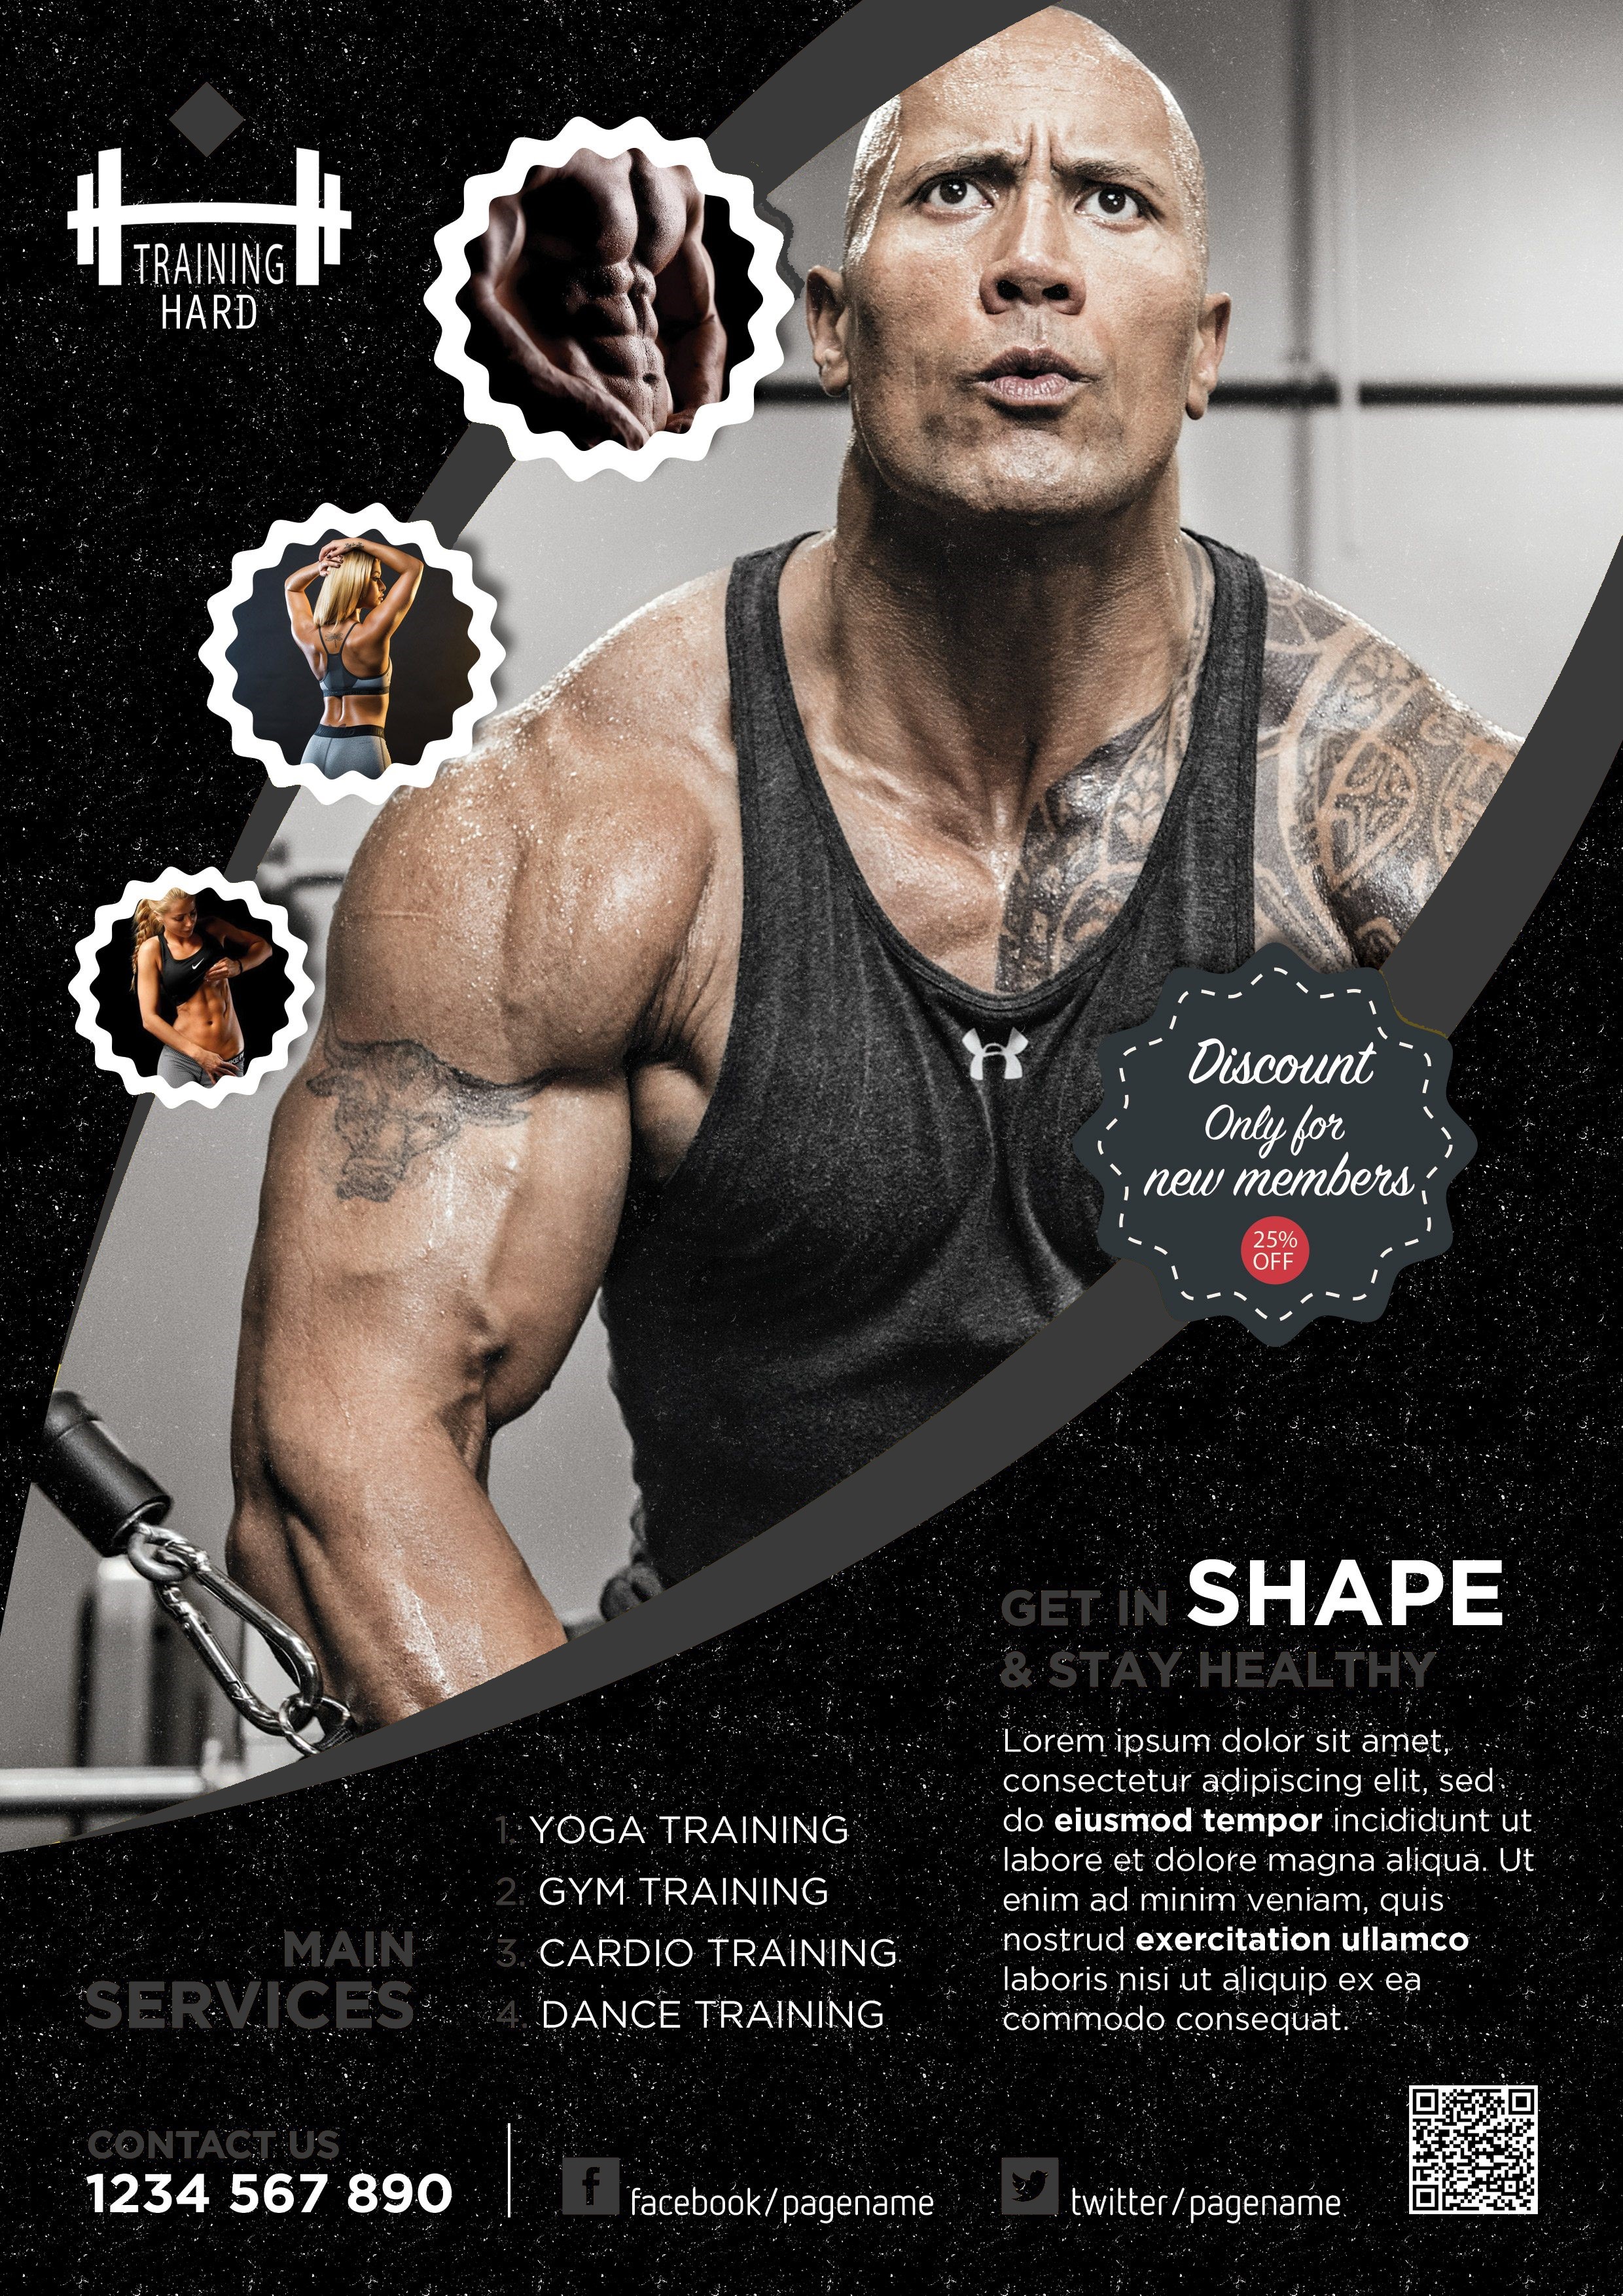 TRAINING
HARD
Discount
Only for
new members
25%
OFF
GET IN SHAPE
& STAY HEALTHY
Lorem ipsum dolor sit amet,
consectetur adipiscing elit, sed
do eiusmod tempor incididunt ut
labore et dolore magna aliqua. Ut
enim ad minim veniam, quis
nostrud exercitation ullamco
laboris nisi ut aliquip ex ea
commodo consequat.
MAIN
SERVICES
1. YOGA TRAINING
2. GYM TRAINING
3. CARDIO TRAINING
4. DANCE TRAINING
CONTACT US
1234 567 890
facebook/pagename
twitter/pagename